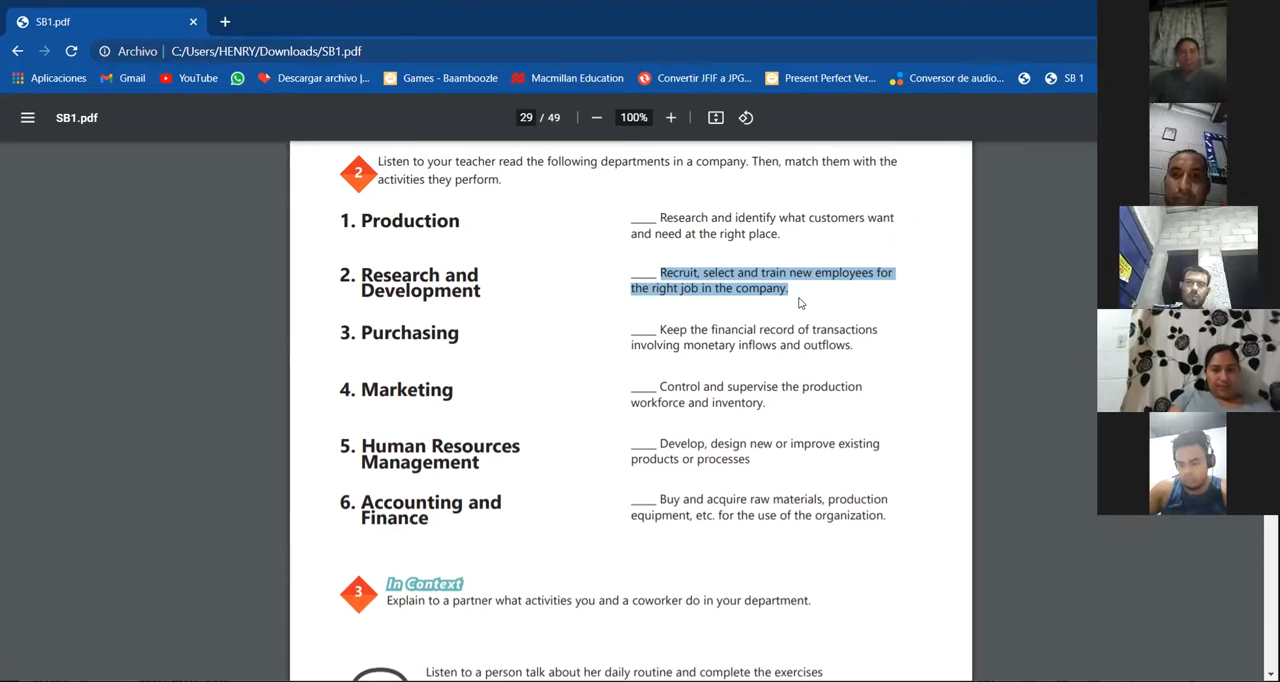 SB1.pdf
Archivo
C:/Users/HENRY/Downloads/SB1.pdf
Aplicaciones
Gmail
YouTube
Descargar archivo |...
Games - Baamboozle
Macmillan Education
Convertir JFIF a JPG...
Present Perfect Ver...
Conversor de audio...
SB 1
SB1.pdf
29 / 49
100%
2
Listen to your teacher read the following departments in a company. Then, match them with the
activities they perform.
1. Production
____ Research and identify what customers want
and need at the right place.
2. Research and
Development
____ Recruit, select and train new employees for
the right job in the company.
3. Purchasing
____ Keep the financial record of transactions
involving monetary inflows and outflows.
4. Marketing
____ Control and supervise the production
workforce and inventory.
5. Human Resources
Management
____ Develop, design new or improve existing
products or processes
6. Accounting and
Finance
____ Buy and acquire raw materials, production
equipment, etc. for the use of the organization.
3
In Context
Explain to a partner what activities you and a coworker do in your department.
Listen to a person talk about her daily routine and complete the exercises